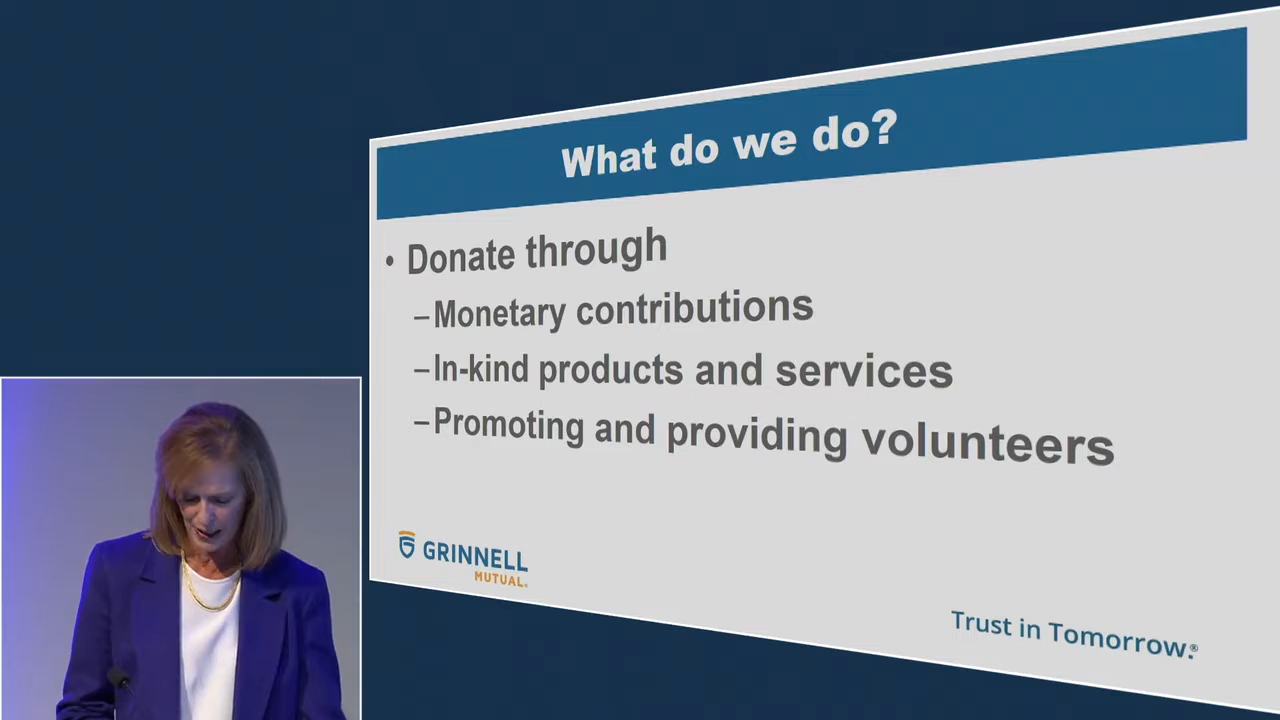 What do we do?
• Donate through
–Monetary contributions
–In-kind products and services
–Promoting and providing volunteers
GRINNELL
MUTUAL.
Trust in Tomorrow.®